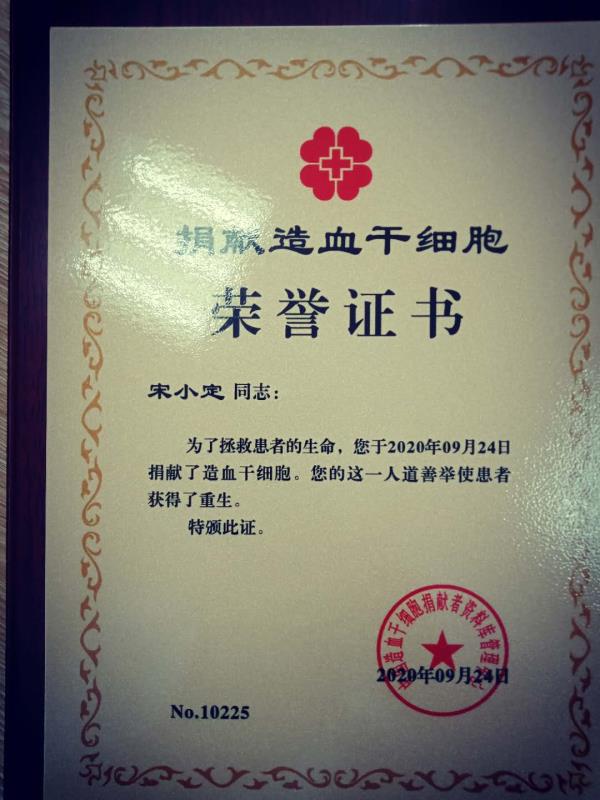 捐献造血干细胞
荣誉证书
宋小定 同志：
为了拯救患者的生命，您于2020年09月24日
捐献了造血干细胞。您的这一人道善举使患者
获得了重生。
特颁此证。
中国造血干细胞捐献者资料库管理中心
2020年09月24日
No.10225